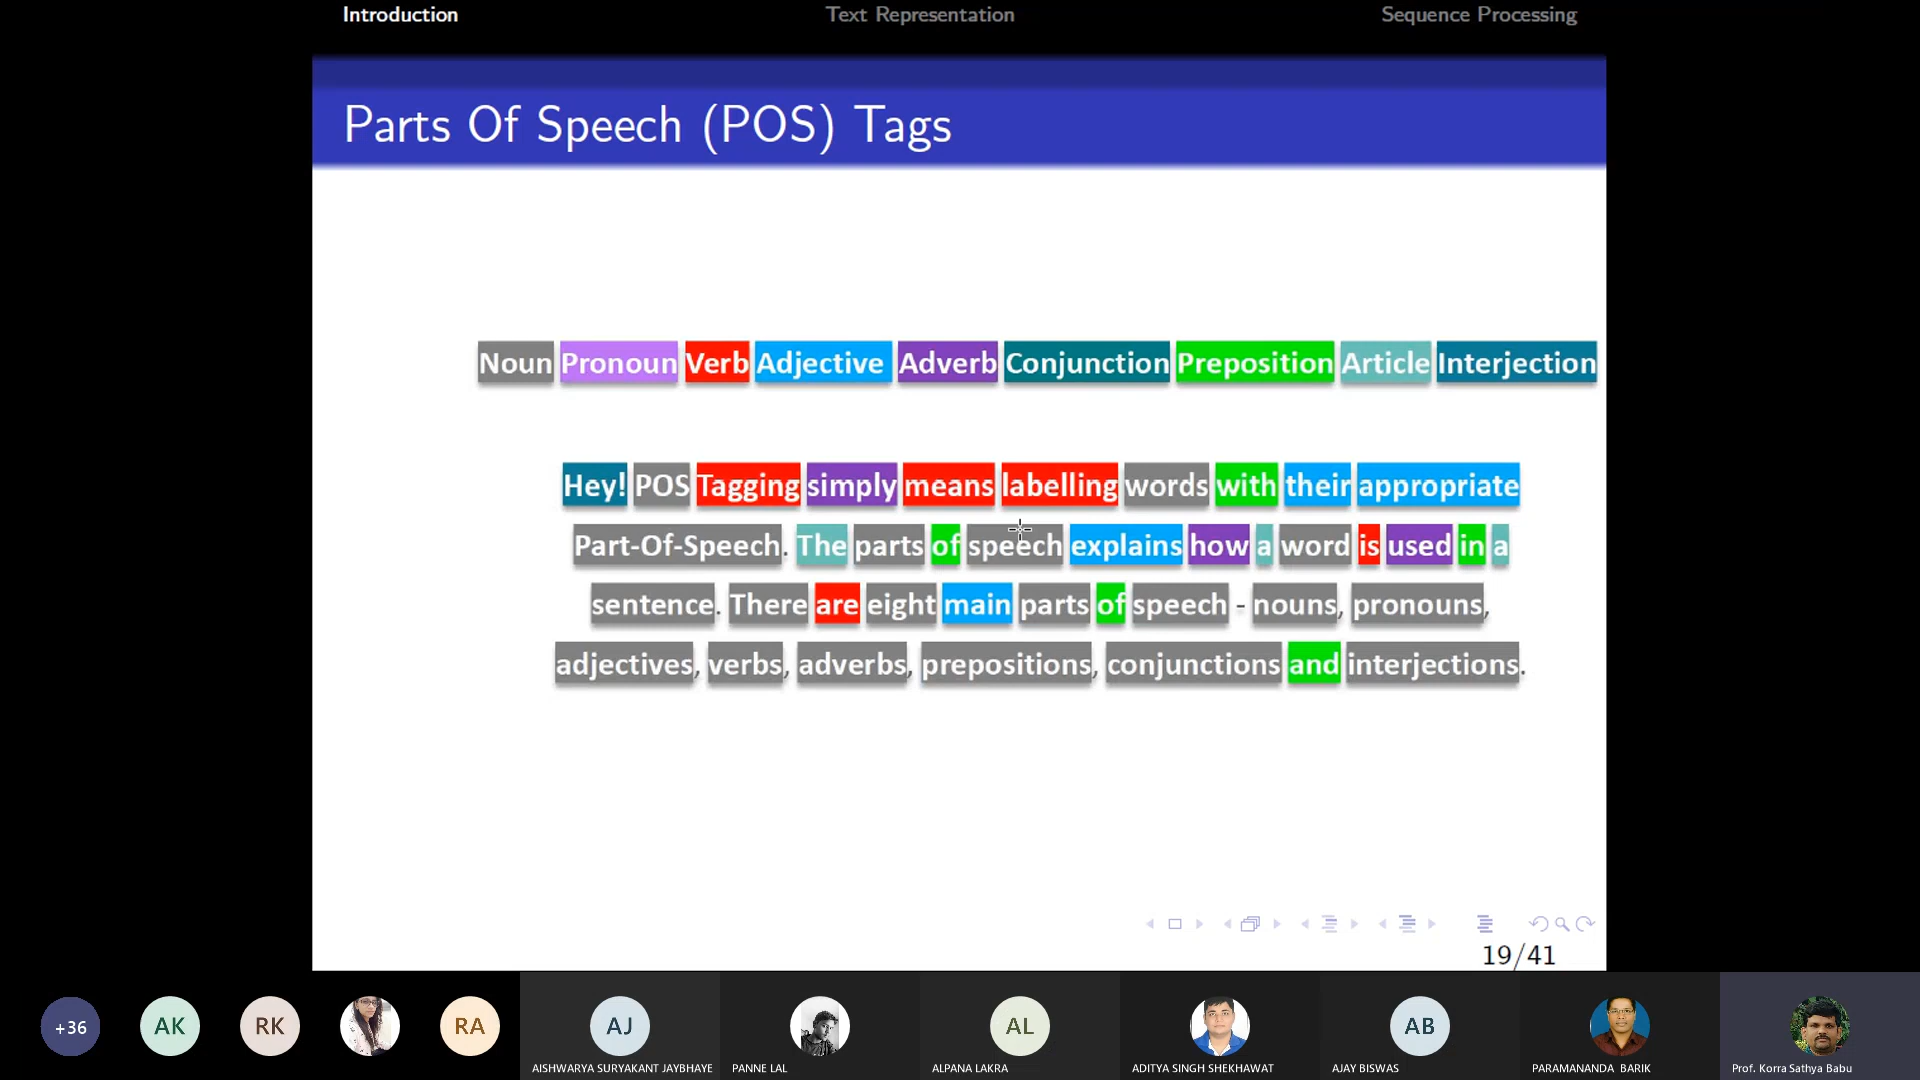 Introduction Text Representation Sequence Processing
Parts Of Speech (POS) Tags
Noun Pronoun Verb Adjective Adverb Conjunction Preposition Article Interjection
Hey! POS Tagging simply means labelling words with their appropriate
Part-Of-Speech. The parts of speech explains how a word is used in a
sentence. There are eight main parts of speech - nouns, pronouns,
adjectives, verbs, adverbs, prepositions, conjunctions and interjections.
19/41
+36 AK RK RA AJ AL AB
AISHWARYA SURYAKANT JAYBHAYE PANNE LAL ALPANA LAKRA ADITYA SINGH SHEKHAWAT AJAY BISWAS PARAMANANDA BARIK Prof. Korra Sathya Babu